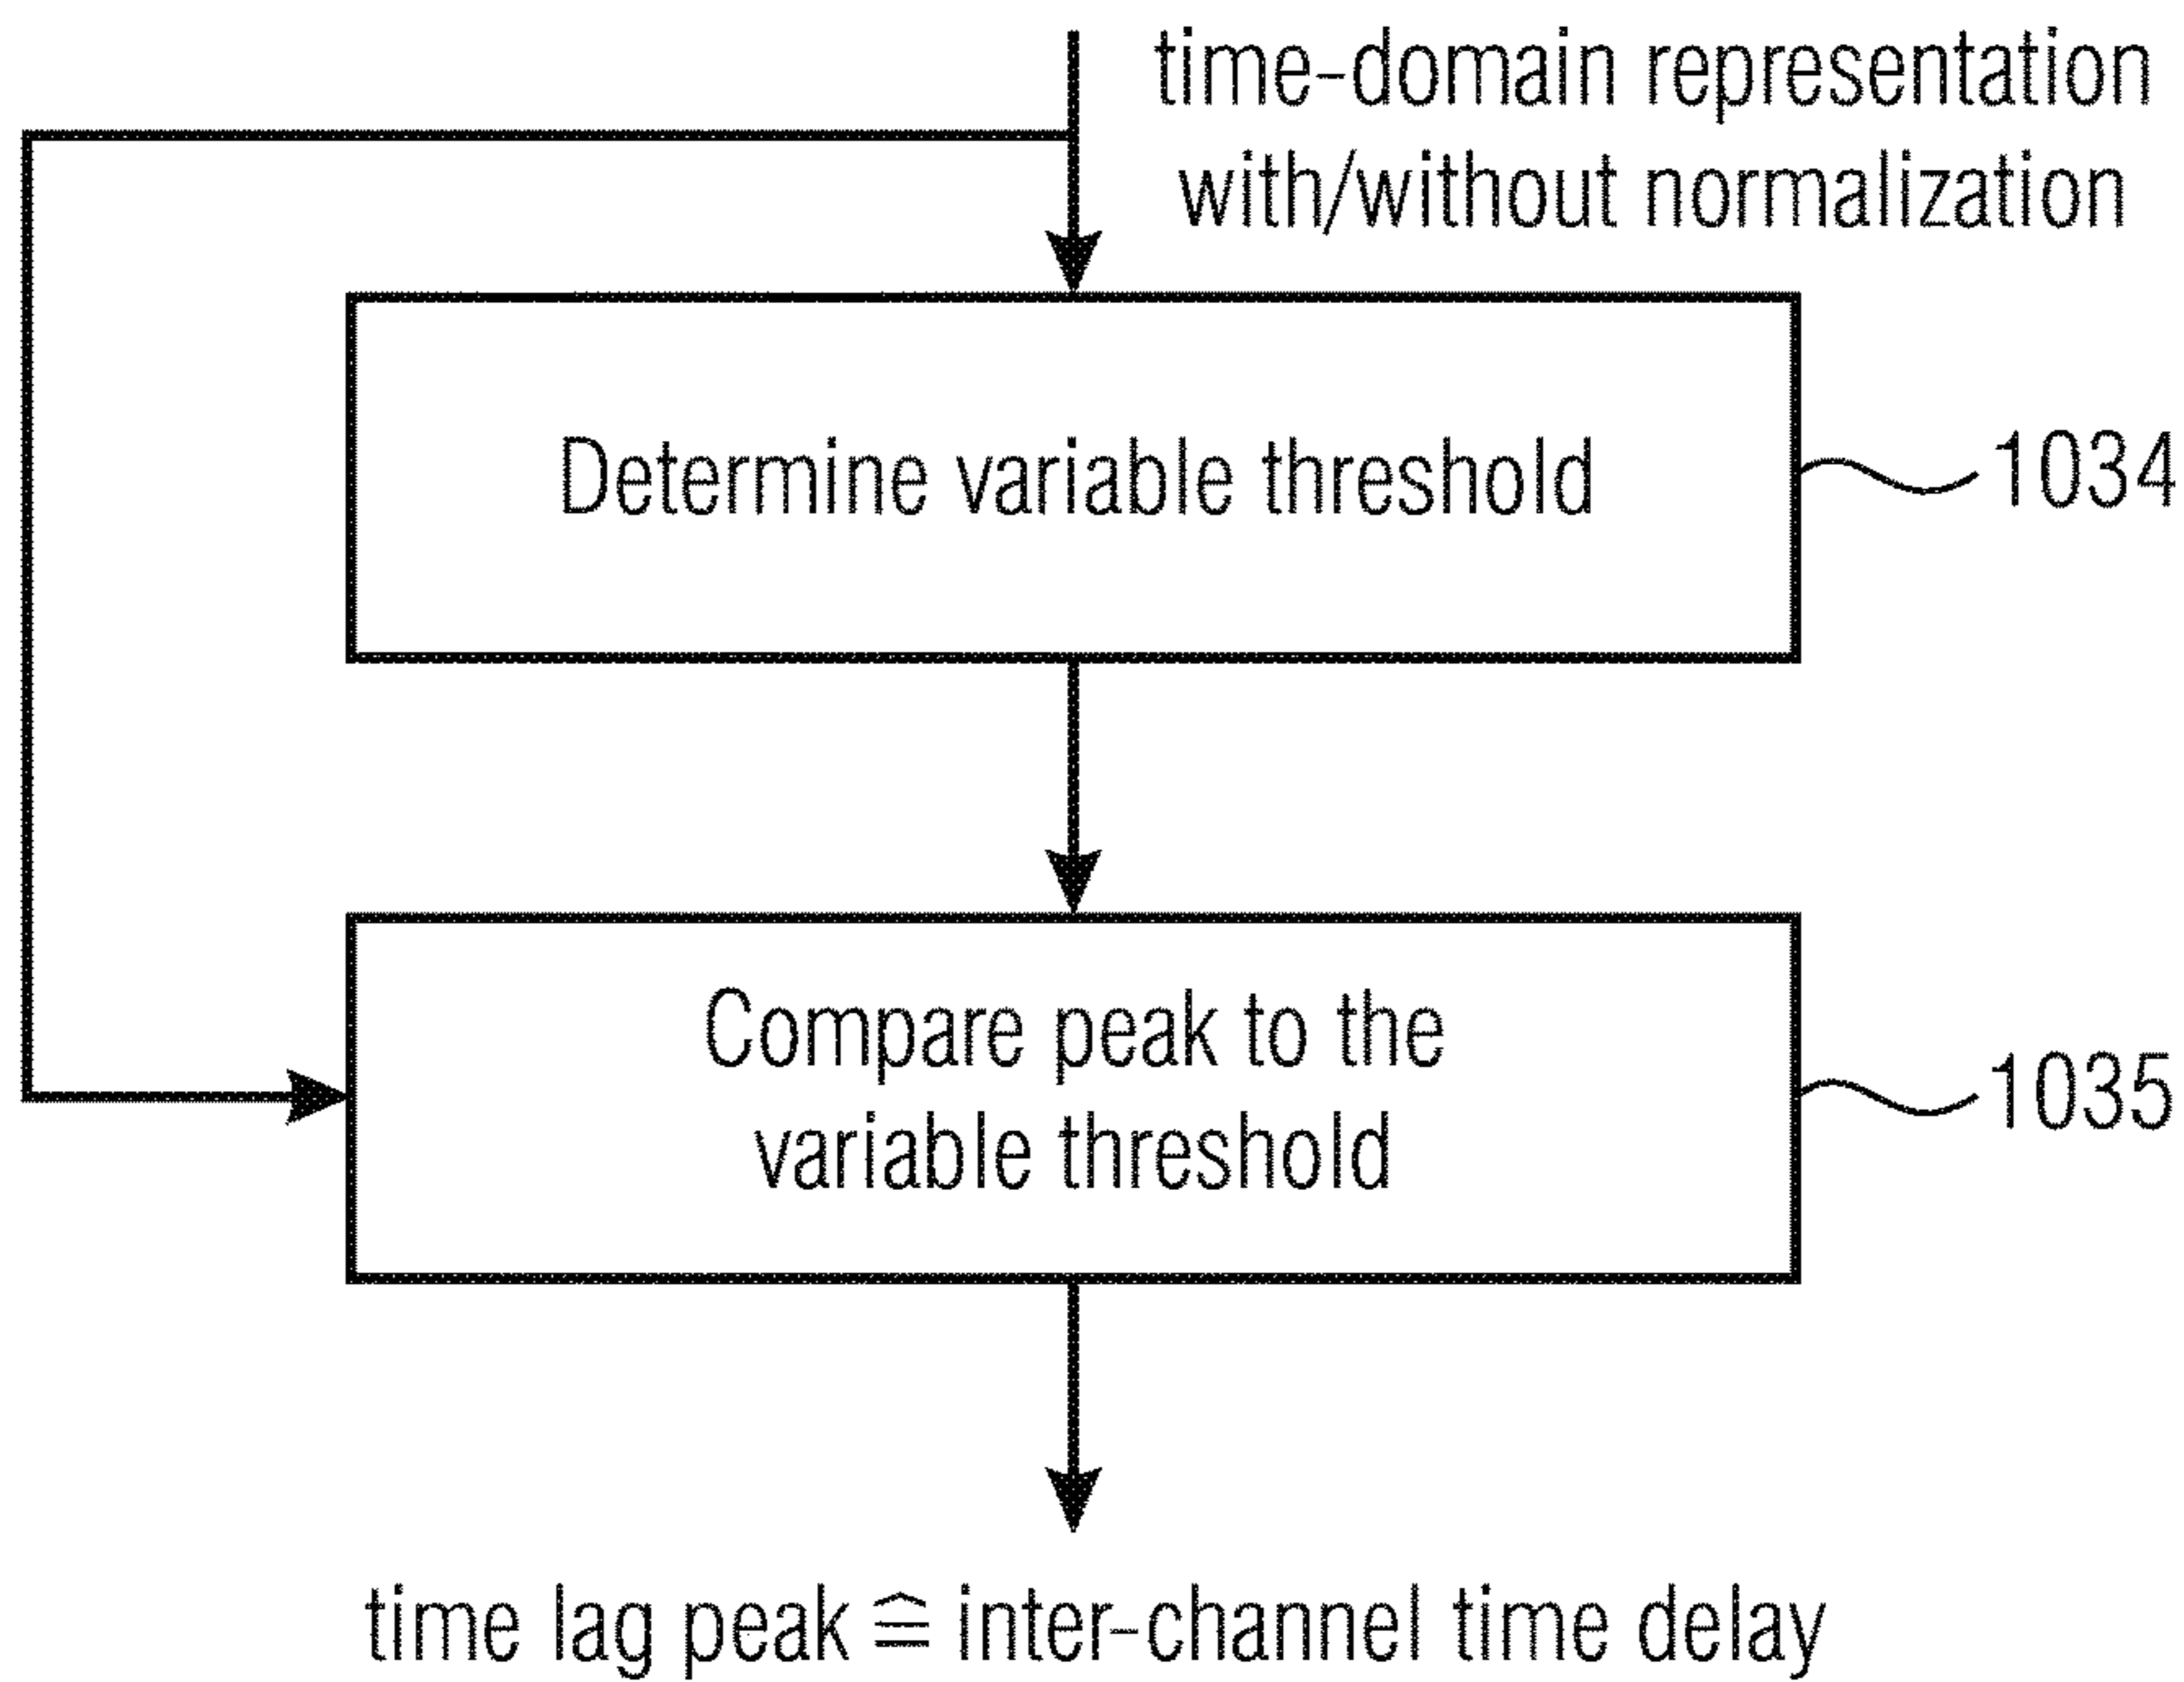 time-domain representation
with/without normalization
Determine variable threshold
1034
Compare peak to the
variable threshold
1035
time lag peak ≙ inter-channel time delay